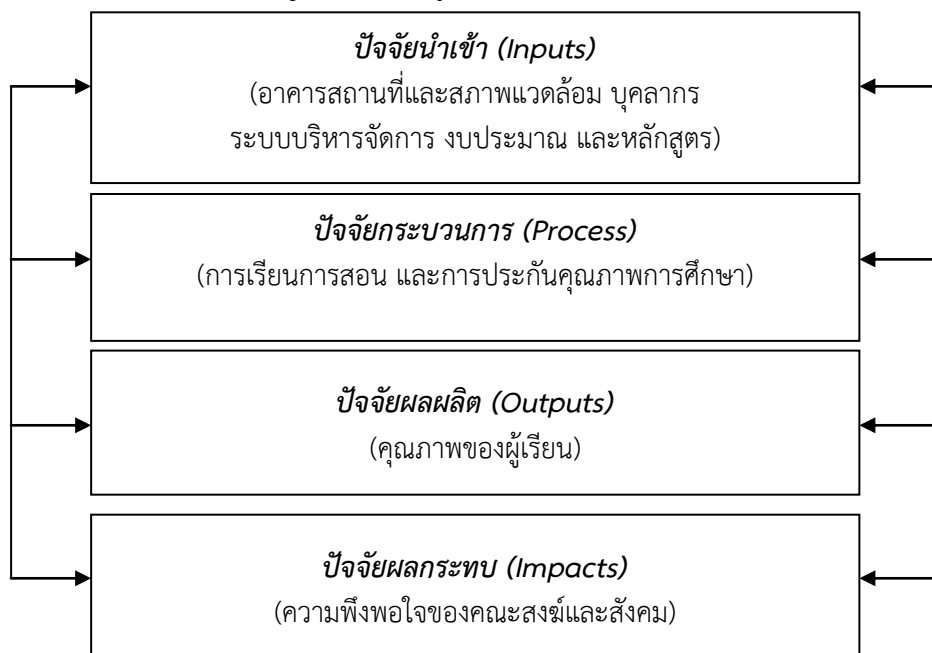 ปัจจัยนำเข้า (Inputs)
(อาคารสถานที่และสภาพแวดล้อม บุคลากร
ระบบบริหารจัดการ งบประมาณ และหลักสูตร)
ปัจจัยกระบวนการ (Process)
(การเรียนการสอน และการประกันคุณภาพการศึกษา)
ปัจจัยผลผลิต (Outputs)
(คุณภาพของผู้เรียน)
ปัจจัยผลกระทบ (Impacts)
(ความพึงพอใจของคณะสงฆ์และสังคม)